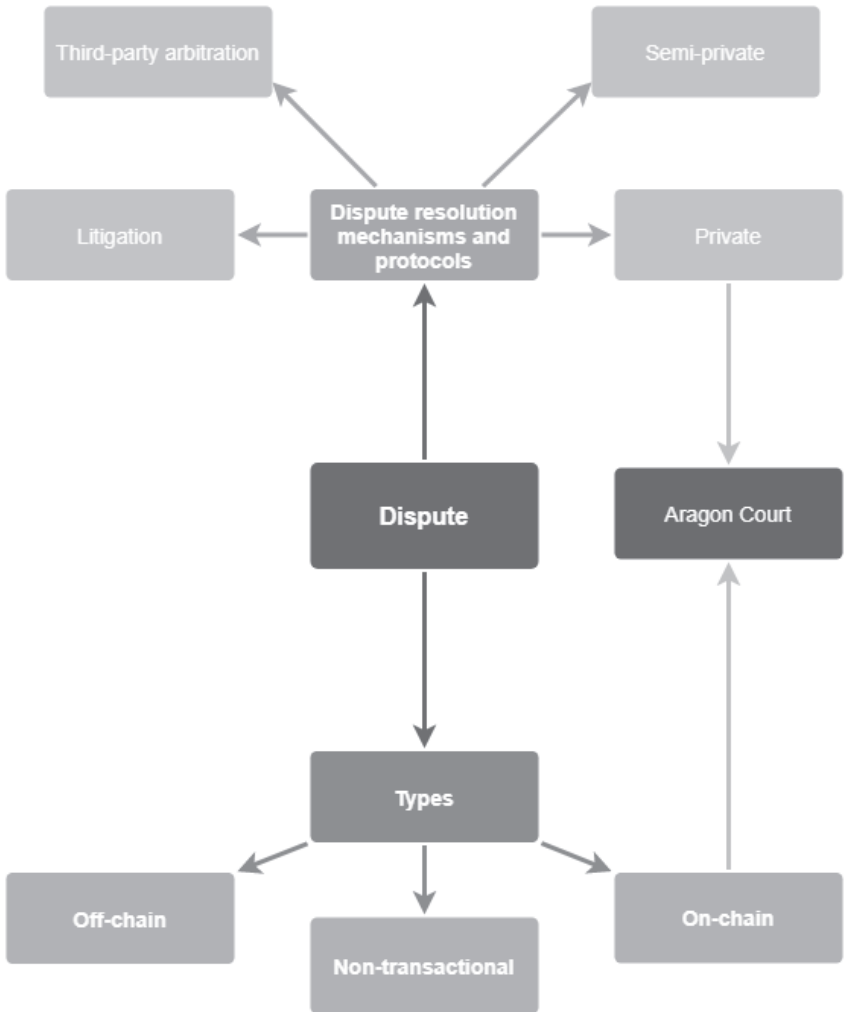 Third-party arbitration
Semi-private
Litigation
Dispute resolution
mechanisms and
protocols
Private
Dispute
Aragon Court
Types
Off-chain
Non-transactional
On-chain